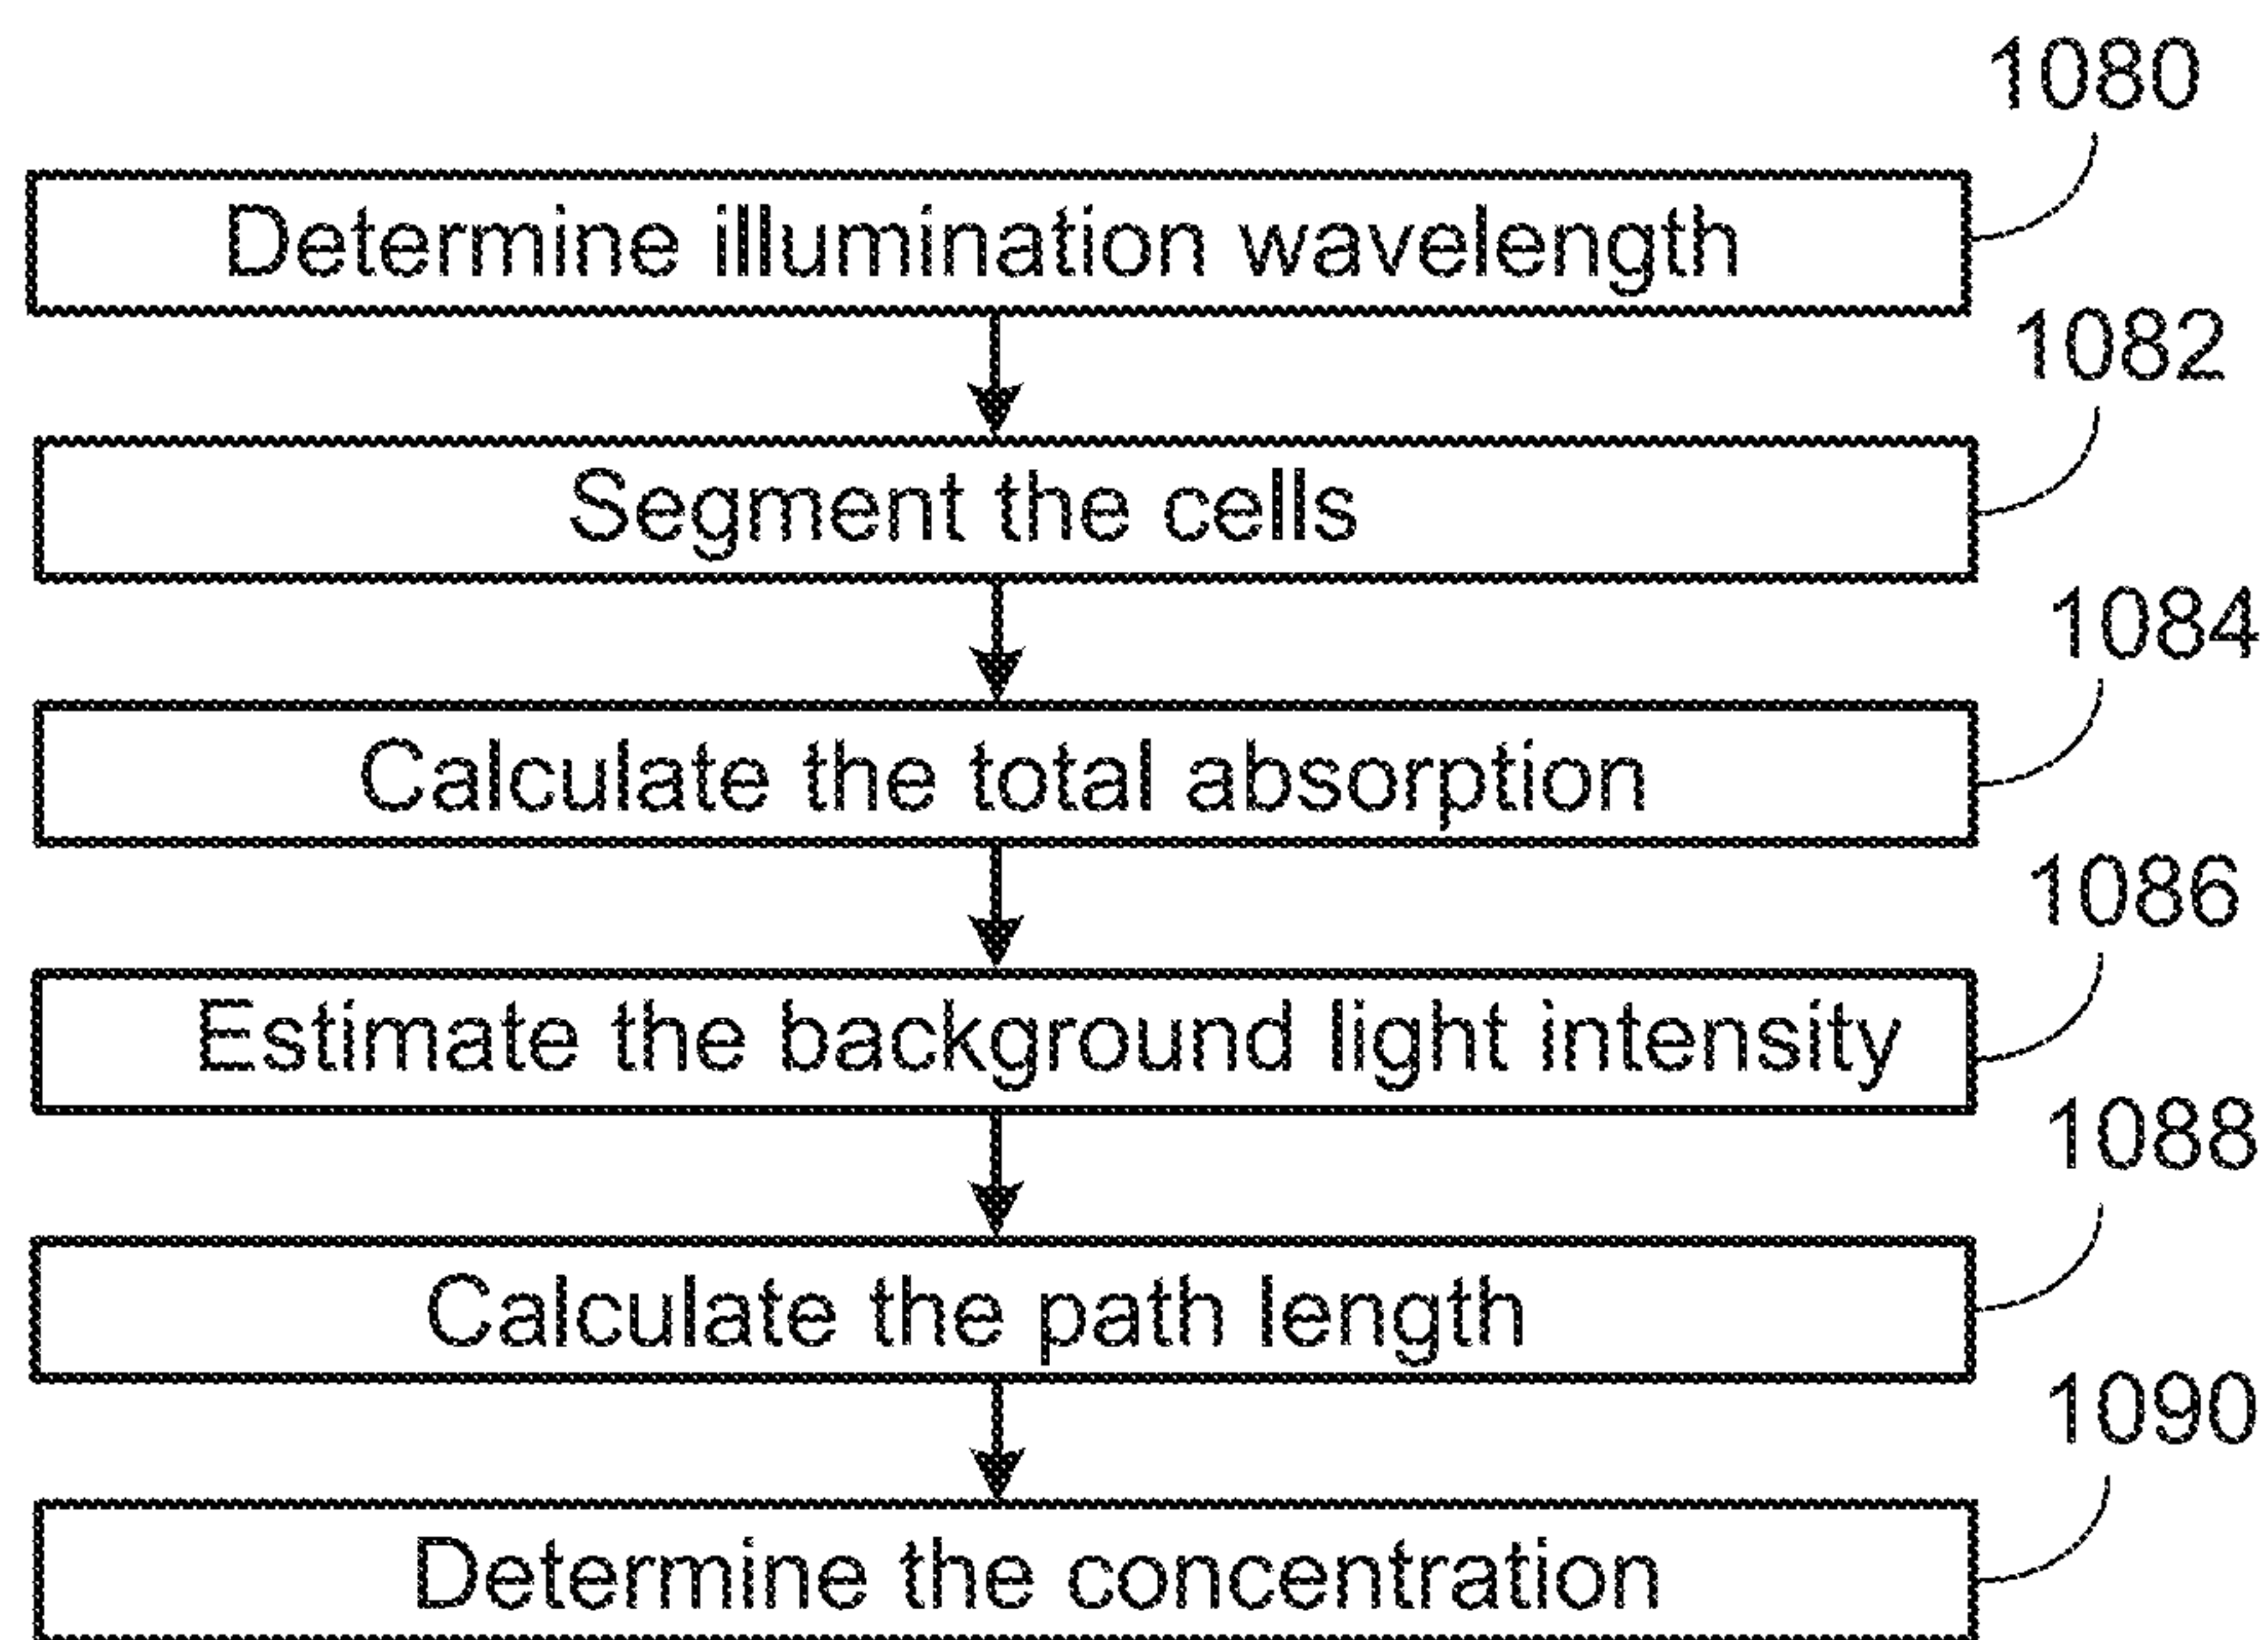 1080
Determine illumination wavelength
1082
Segment the cells
1084
Calculate the total absorption
1086
Estimate the background light intensity
1088
Calculate the path length
1090
Determine the concentration